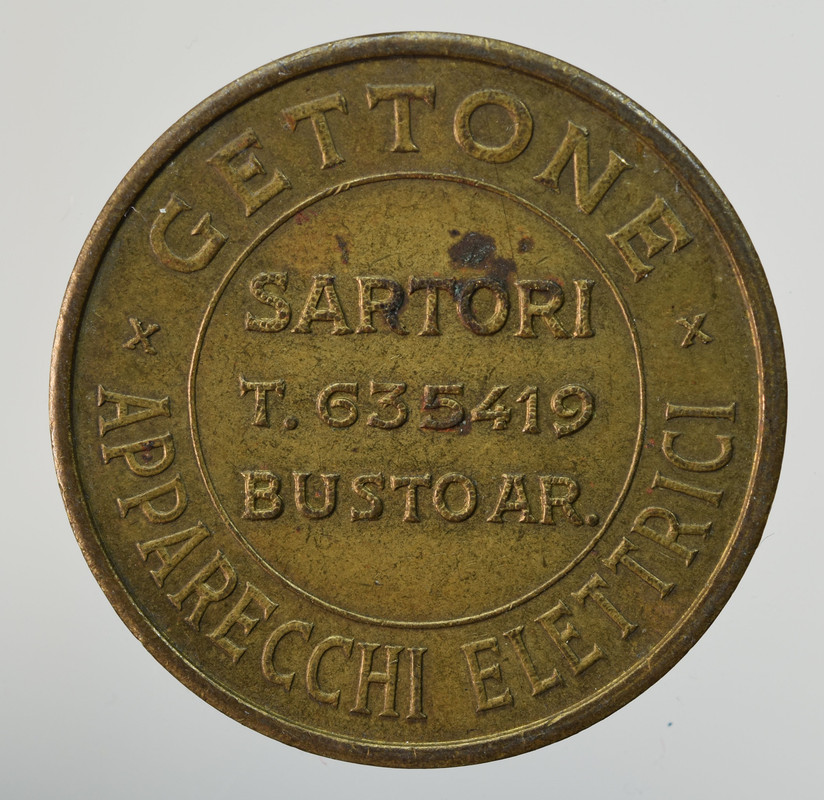 GETTONE
SARTORI
T. 635419
BUSTO AR.
x APPARECCHI ELETTRICI x